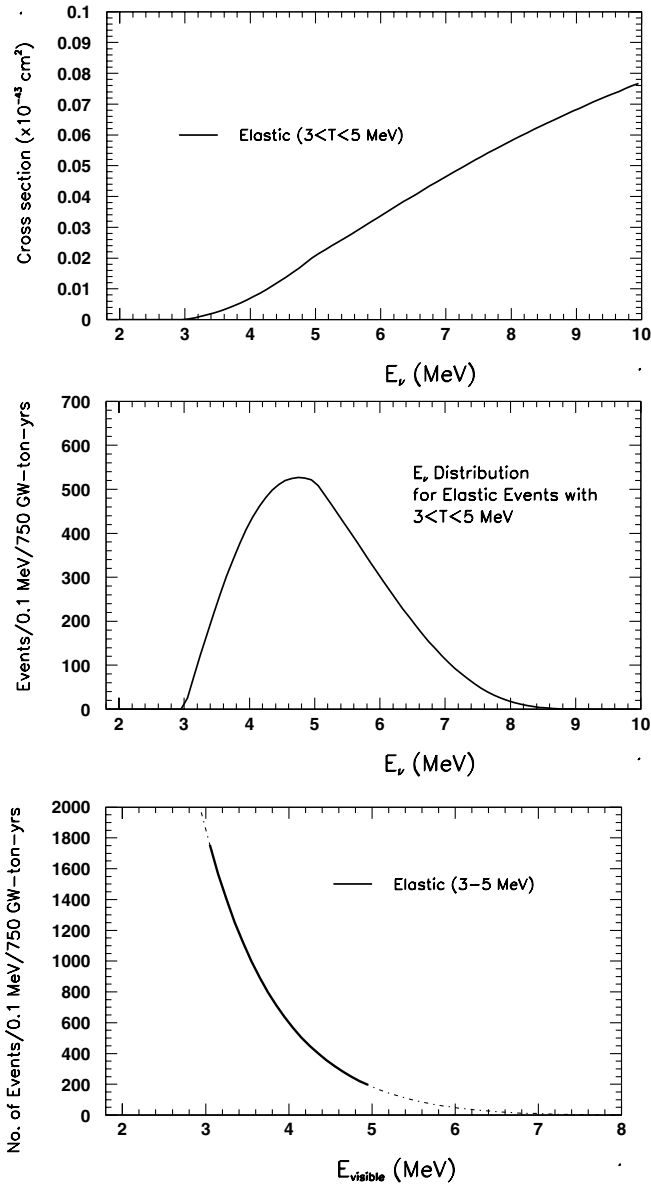 0.1
0.09
0.08
0.07
0.06
0.05
0.04
0.03
0.02
0.01
0
Cross section (x10⁻⁴³ cm²)
Elastic (3<T<5 MeV)
2 3 4 5 6 7 8 9 10
Eν (MeV)
700
600
500
400
300
200
100
0
Events/0.1 MeV/750 GW-ton-yrs
Eν Distribution
for Elastic Events with
3<T<5 MeV
2 3 4 5 6 7 8 9 10
Eν (MeV)
2000
1800
1600
1400
1200
1000
800
600
400
200
0
No. of Events/0.1 MeV/750 GW-ton-yrs
Elastic (3-5 MeV)
2 3 4 5 6 7 8
Evisible (MeV)